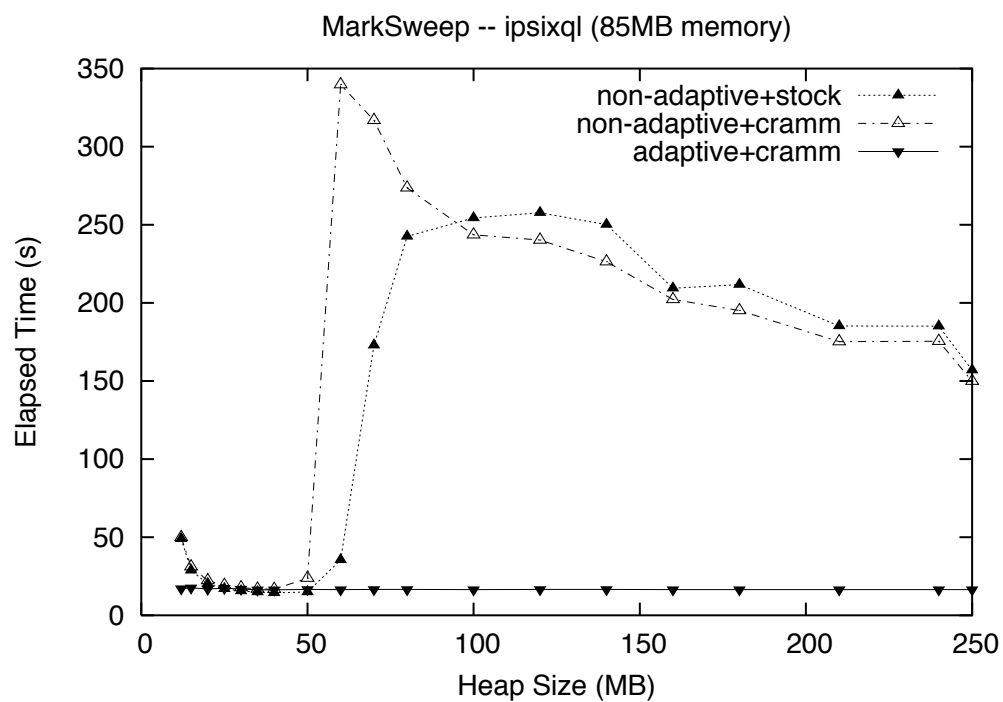 MarkSweep -- ipsixql (85MB memory)
350
300
250
200
150
100
50
0
Elapsed Time (s)
non-adaptive+stock
non-adaptive+cramm
adaptive+cramm
0 50 100 150 200 250
Heap Size (MB)